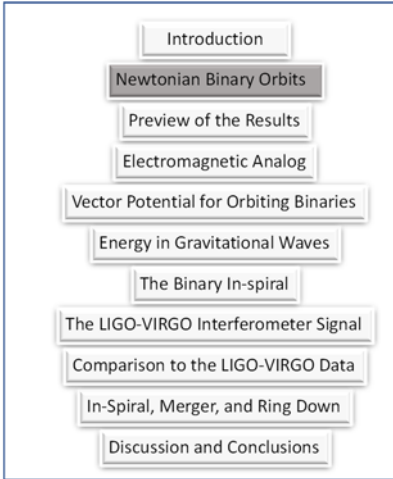 Introduction
Newtonian Binary Orbits
Preview of the Results
Electromagnetic Analog
Vector Potential for Orbiting Binaries
Energy in Gravitational Waves
The Binary In-spiral
The LIGO-VIRGO Interferometer Signal
Comparison to the LIGO-VIRGO Data
In-Spiral, Merger, and Ring Down
Discussion and Conclusions